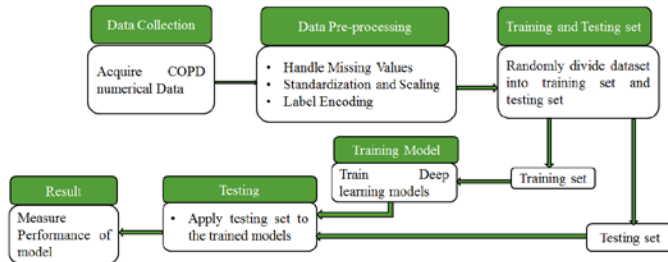 Data Collection
Acquire COPD
numerical Data
Data Pre-processing
• Handle Missing Values
• Standardization and Scaling
• Label Encoding
Training and Testing set
Randomly divide dataset
into training set and
testing set
Training Model
Train Deep
learning models
Training set
Testing set
Testing
• Apply testing set to
the trained models
Result
Measure
Performance of
model